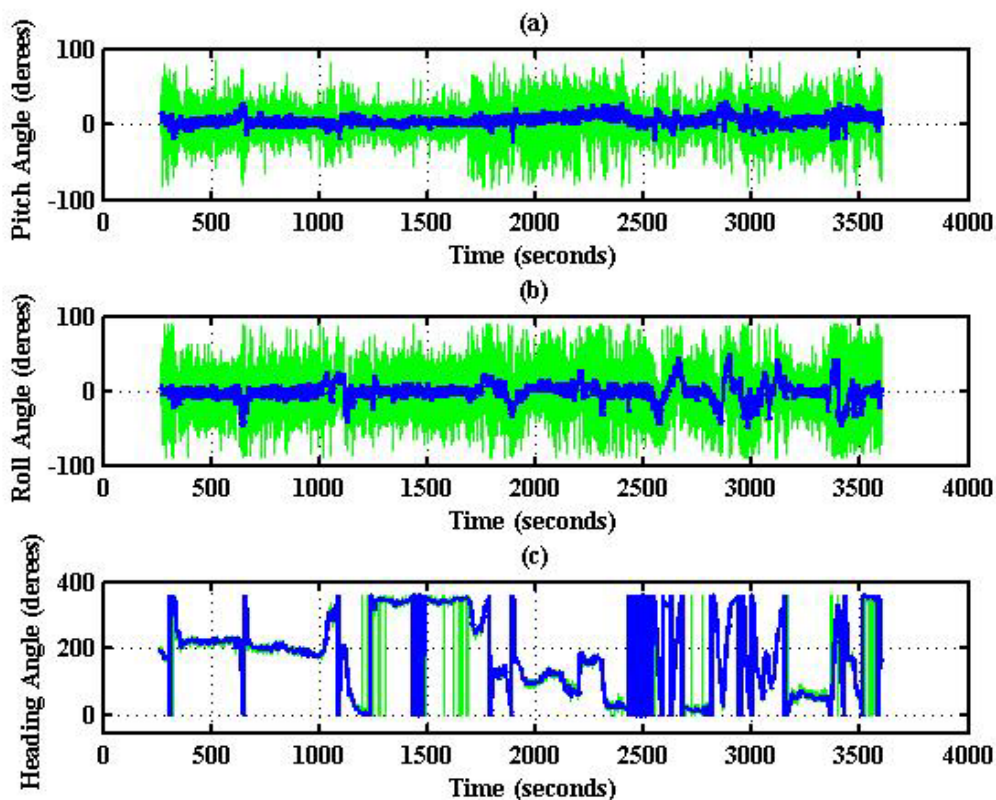 (a)
Pitch Angle (derees)
100
0
-100
0 500 1000 1500 2000 2500 3000 3500 4000
Time (seconds)
(b)
Roll Angle (derees)
100
0
-100
0 500 1000 1500 2000 2500 3000 3500 4000
Time (seconds)
(c)
Heading Angle (derees)
400
200
0
0 500 1000 1500 2000 2500 3000 3500 4000
Time (seconds)